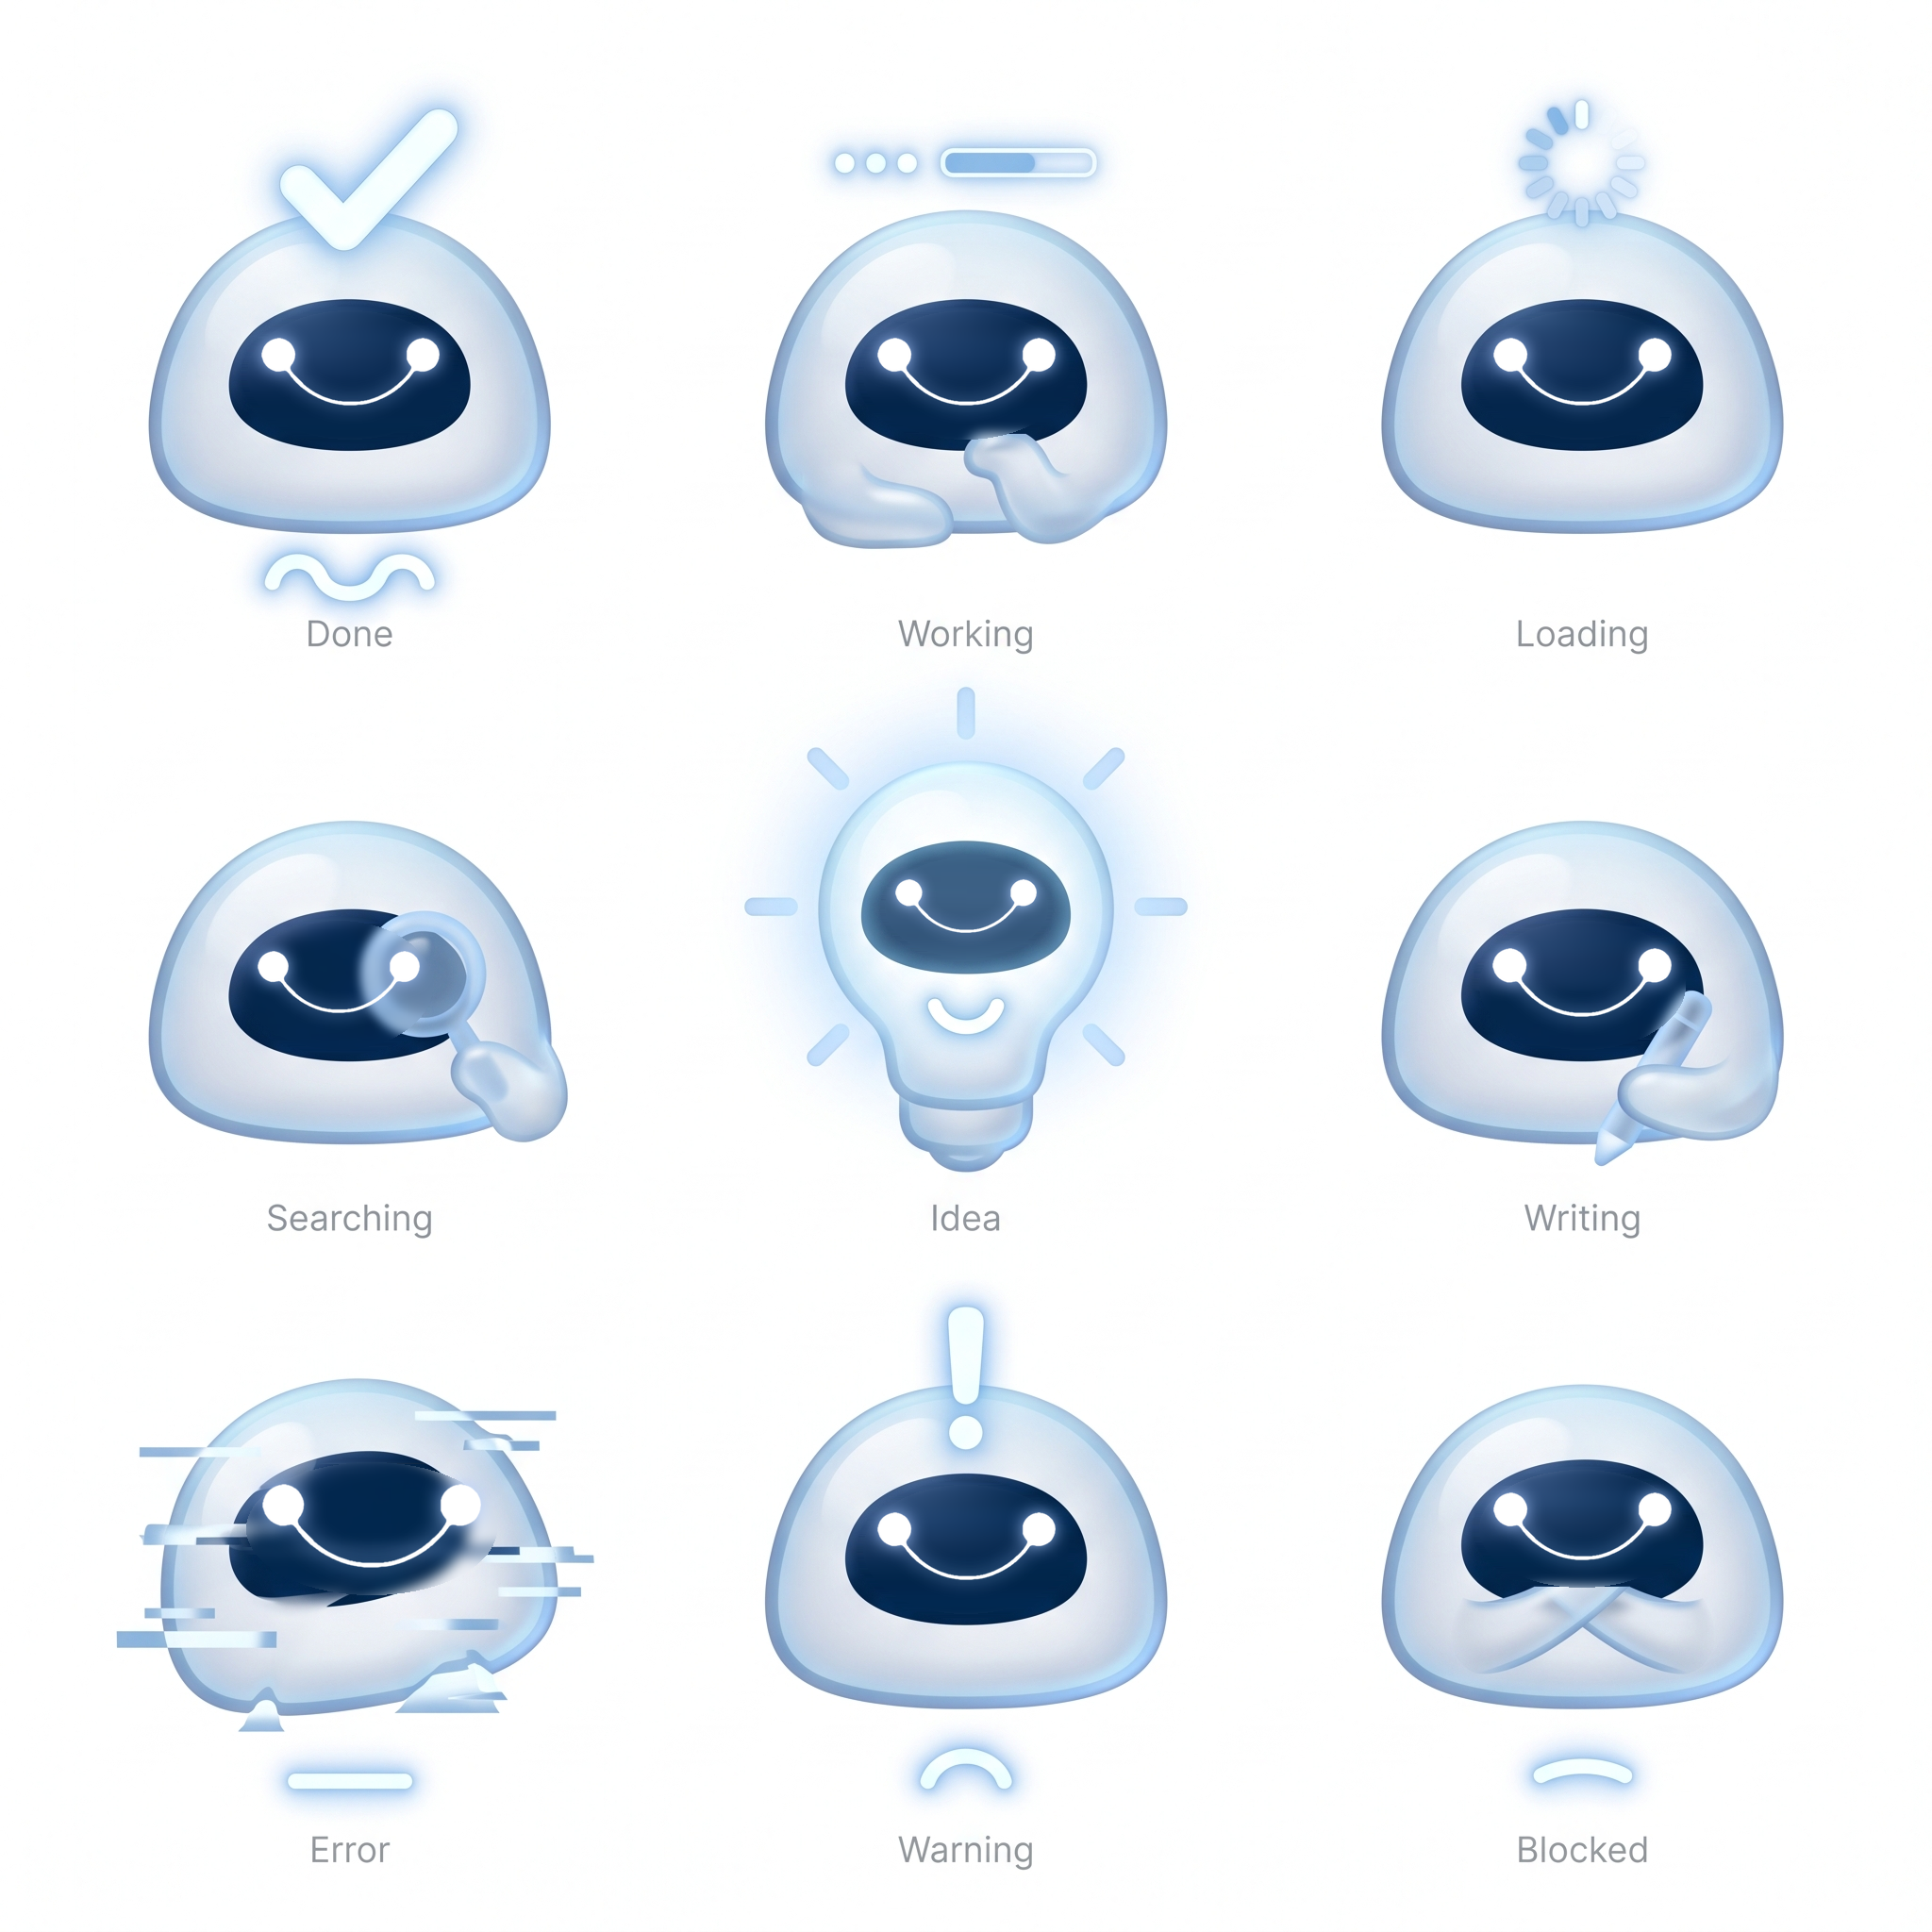 Done
Working
Loading
Searching
Idea
Writing
Error
Warning
Blocked